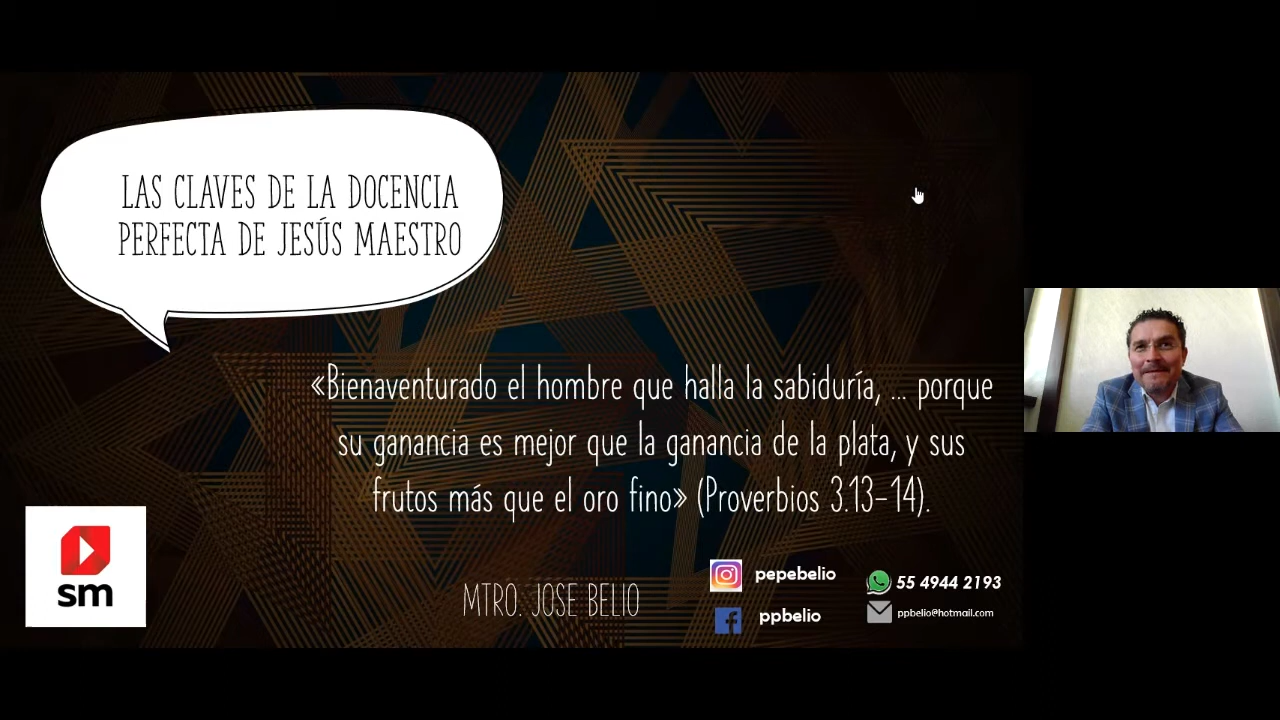 LAS CLAVES DE LA DOCENCIA
PERFECTA DE JESÚS MAESTRO
«Bienaventurado el hombre que halla la sabiduría, ... porque
su ganancia es mejor que la ganancia de la plata, y sus
frutos más que el oro fino» (Proverbios 3.13-14).
sm
MTRO. JOSE BELIO
pepebelio
ppbelio
55 4944 2193
ppbelio@hotmail.com